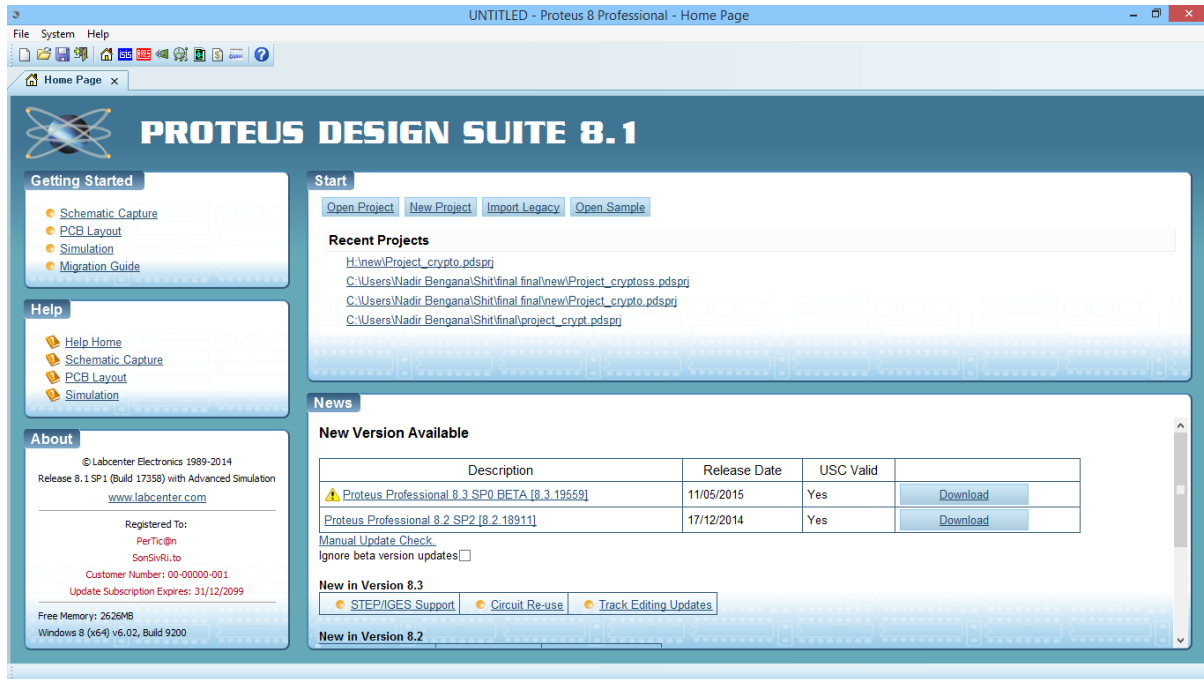 UNTITLED - Proteus 8 Professional - Home Page
File System Help
Home Page x
PROTEUS DESIGN SUITE 8.1
Getting Started
Schematic Capture
PCB Layout
Simulation
Migration Guide
Help
Help Home
Schematic Capture
PCB Layout
Simulation
About
© Labcenter Electronics 1989-2014
Release 8.1 SP1 (Build 17358) with Advanced Simulation
www.labcenter.com
Registered To:
PerTic@n
SonSivRi.to
Customer Number: 00-00000-001
Update Subscription Expires: 31/12/2099
Free Memory: 2626MB
Windows 8 (x64) v6.02, Build 9200
Start
Open Project New Project Import Legacy Open Sample
Recent Projects
H:\new\Project_crypto.pdsprj
C:\Users\Nadir Bengana\Shit\final final\new\Project_cryptoss.pdsprj
C:\Users\Nadir Bengana\Shit\final final\new\Project_crypto.pdsprj
C:\Users\Nadir Bengana\Shit\final\project_crypt.pdsprj
News
New Version Available
Description Release Date USC Valid
Proteus Professional 8.3 SP0 BETA [8.3.19559] 11/05/2015 Yes Download
Proteus Professional 8.2 SP2 [8.2.18911] 17/12/2014 Yes Download
Manual Update Check.
Ignore beta version updates
New in Version 8.3
STEP/IGES Support Circuit Re-use Track Editing Updates
New in Version 8.2